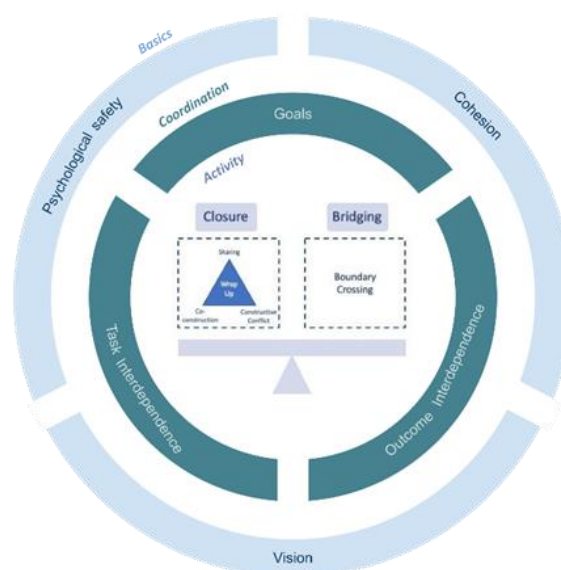 Basics
Psychological safety
Cohesion
Vision
Coordination
Goals
Task Interdependence
Outcome Interdependence
Activity
Closure
Bridging
Sharing
Wrap
Up
Co-
construction
Constructive
Conflict
Boundary
Crossing